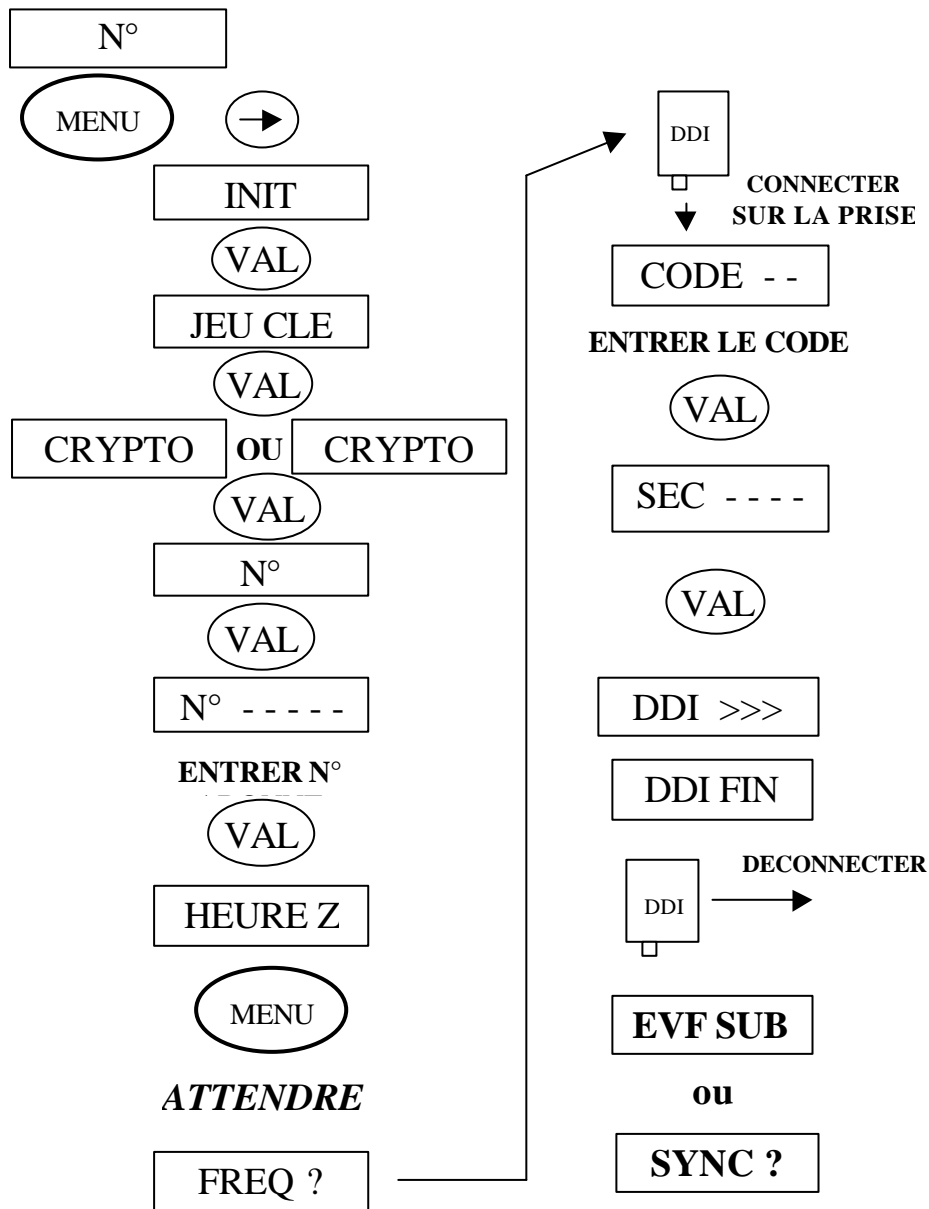 N°
MENU
INIT
VAL
JEU CLE
VAL
CRYPTO OU CRYPTO
VAL
N°
VAL
N° - - - - -
ENTRER N°
VAL
HEURE Z
MENU
ATTENDRE
FREQ ?
DDI
CONNECTER
SUR LA PRISE
CODE - -
ENTRER LE CODE
VAL
SEC - - - -
VAL
DDI >>>
DDI FIN
DECONNECTER
DDI
EVF SUB
ou
SYNC ?